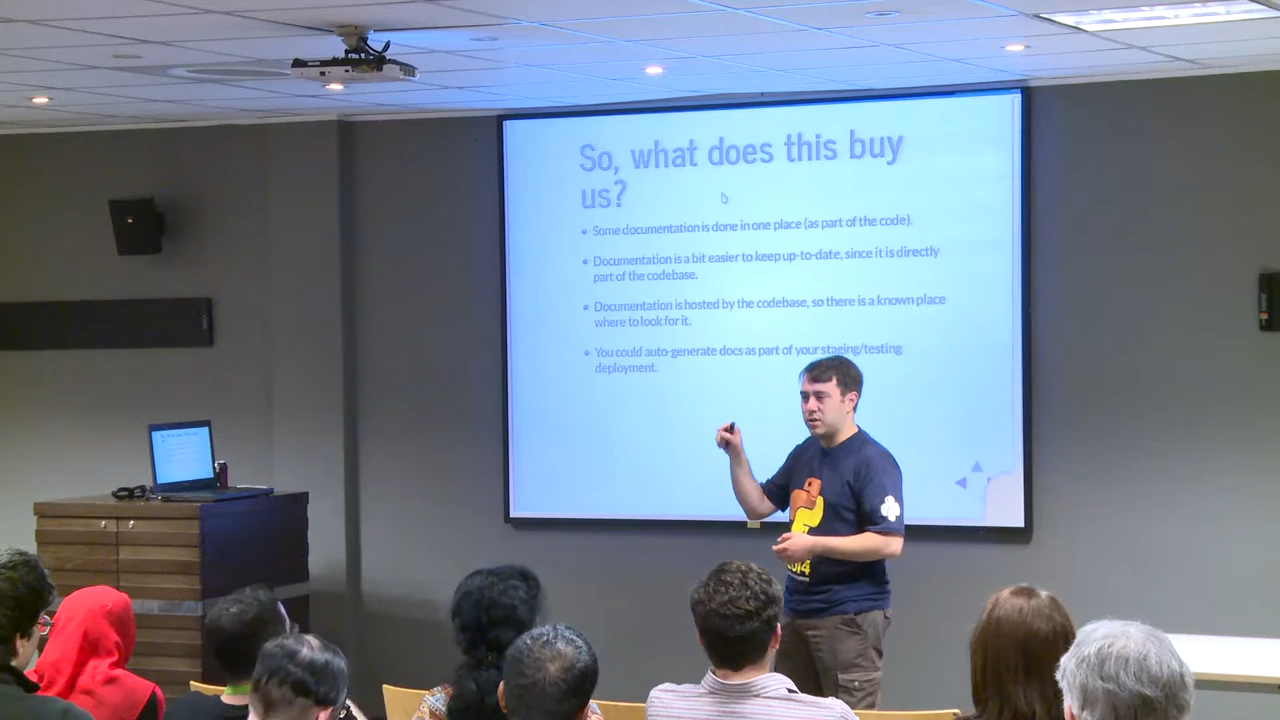 So, what does this buy
us?
Some documentation is done in one place (as part of the code).
Documentation is a bit easier to keep up-to-date, since it is directly
part of the codebase.
Documentation is hosted by the codebase, so there is a known place
where to look for it.
You could auto-generate docs as part of your staging/testing
deployment.